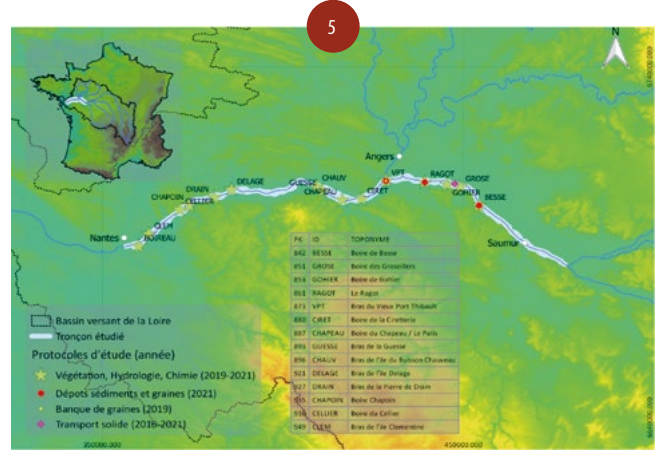 5
N
6740000.000
Angers
VPT
RAGOT
GROSE
GOHIER
BESSE
GUESSE
CHAUV
CHAPEAU
CIRET
DELAGE
DRAIN
CHAPOIN
CELLIER
CLEM
BOIREAU
Nantes
Saumur
PK ID TOPONYME
842 BESSE Boire de Besse
851 GROSE Boire des Groseillers
853 GOHIER Boire de Gohier
861 RAGOT Le Ragot
873 VPT Bras du Vieux Port Thibault
880 CIRET Boire de la Ciretterie
887 CHAPEAU Boire du Chapeau / Le Patis
893 GUESSE Bras de la Guesse
896 CHAUV Bras de l'île du Buisson Chauveau
921 DELAGE Bras de l'île Delage
927 DRAIN Bras de la Pierre de Drain
935 CHAPOIN Boire Chapoin
936 CELLIER Boire du Cellier
949 CLEM Bras de l'île Clémentine
Bassin versant de la Loire
Tronçon étudié
Protocoles d'étude (année)
Végétation, Hydrologie, Chimie (2019-2021)
Dépôts sédiments et graines (2021)
Banque de graines (2019)
Transport solide (2016-2021)
350000.000
450000.000